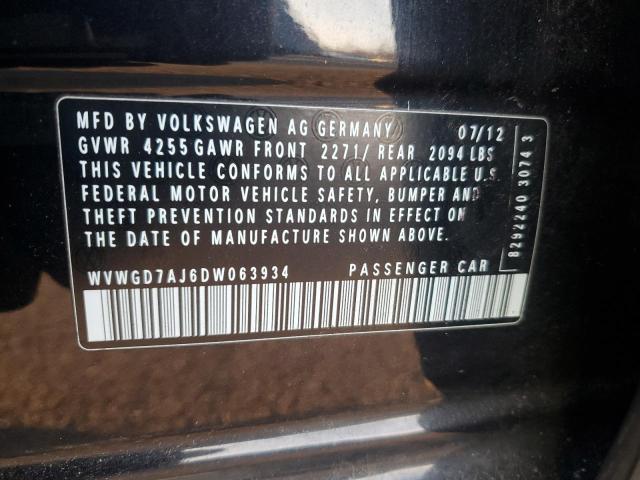 MFD BY VOLKSWAGEN AG GERMANY 07/12
GVWR 4255 GAWR FRONT 2271/ REAR 2094 LBS
THIS VEHICLE CONFORMS TO ALL APPLICABLE U.S.
FEDERAL MOTOR VEHICLE SAFETY, BUMPER AND
THEFT PREVENTION STANDARDS IN EFFECT ON
THE DATE OF MANUFACTURE SHOWN ABOVE.
WVWGD7AJ6DW063934 PASSENGER CAR
8292240 3074 3